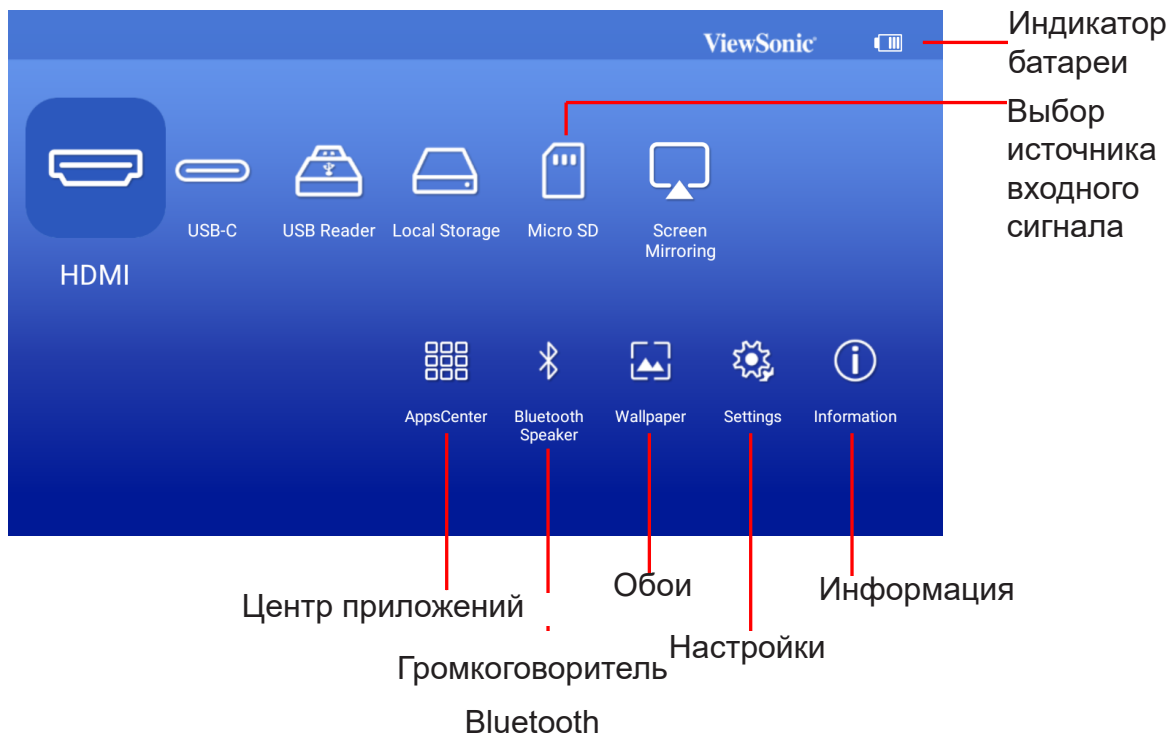 ViewSonic
Индикатор
батареи
Выбор
источника
входного
сигнала
HDMI
USB-C
USB Reader
Local Storage
Micro SD
Screen
Mirroring
AppsCenter
Bluetooth
Speaker
Wallpaper
Settings
Information
Центр приложений
Громкоговоритель
Bluetooth
Обои
Настройки
Информация